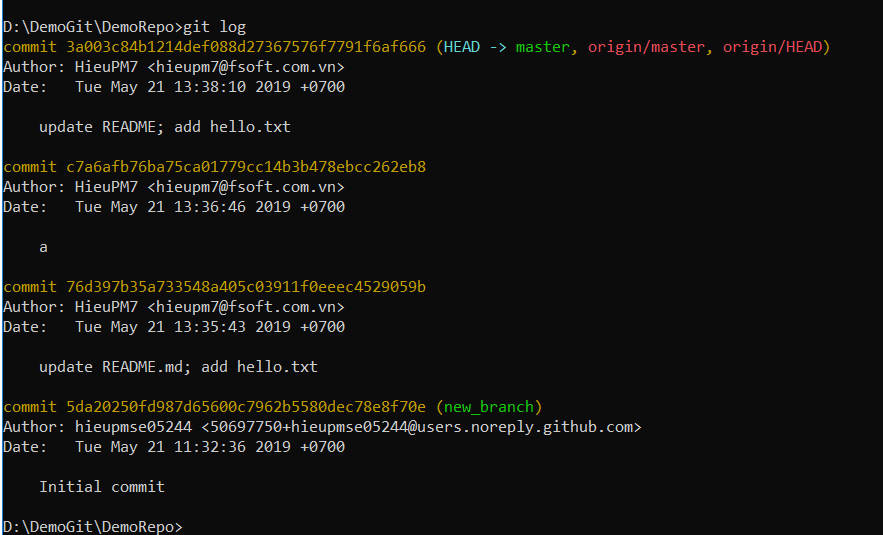 D:\DemoGit\DemoRepo>git log
commit 3a003c84b1214def088d27367576f7791f6af666 (HEAD -> master, origin/master, origin/HEAD)
Author: HieuPM7 <hieupm7@fsoft.com.vn>
Date:   Tue May 21 13:38:10 2019 +0700
    update README; add hello.txt
commit c7a6afb76ba75ca01779cc14b3b478ebcc262eb8
Author: HieuPM7 <hieupm7@fsoft.com.vn>
Date:   Tue May 21 13:36:46 2019 +0700
    a
commit 76d397b35a733548a405c03911f0eeec4529059b
Author: HieuPM7 <hieupm7@fsoft.com.vn>
Date:   Tue May 21 13:35:43 2019 +0700
    update README.md; add hello.txt
commit 5da20250fd987d65600c7962b5580dec78e8f70e (new_branch)
Author: hieupmse05244 <50697750+hieupmse05244@users.noreply.github.com>
Date:   Tue May 21 11:32:36 2019 +0700
    Initial commit
D:\DemoGit\DemoRepo>